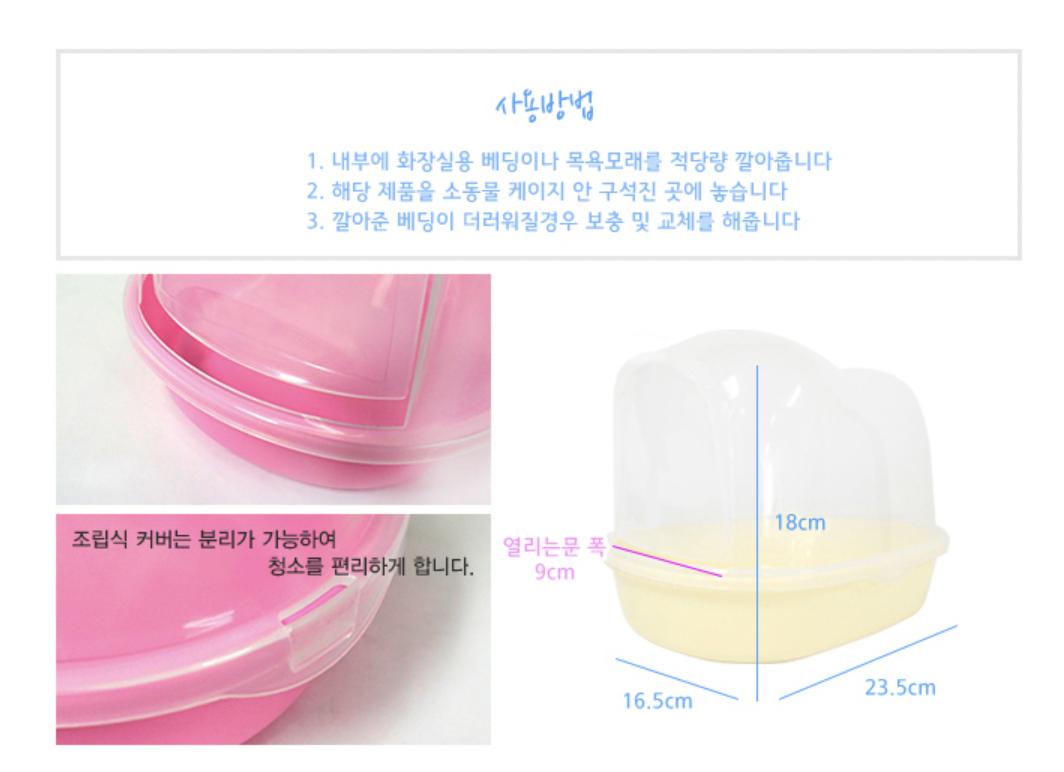 사용방법
1. 내부에 화장실용 베딩이나 목욕모래를 적당량 깔아줍니다
2. 해당 제품을 소동물 케이지 안 구석진 곳에 놓습니다
3. 깔아준 베딩이 더러워질경우 보충 및 교체를 해줍니다
조립식 커버는 분리가 가능하여
청소를 편리하게 합니다.
18cm
열리는문 폭
9cm
16.5cm
23.5cm